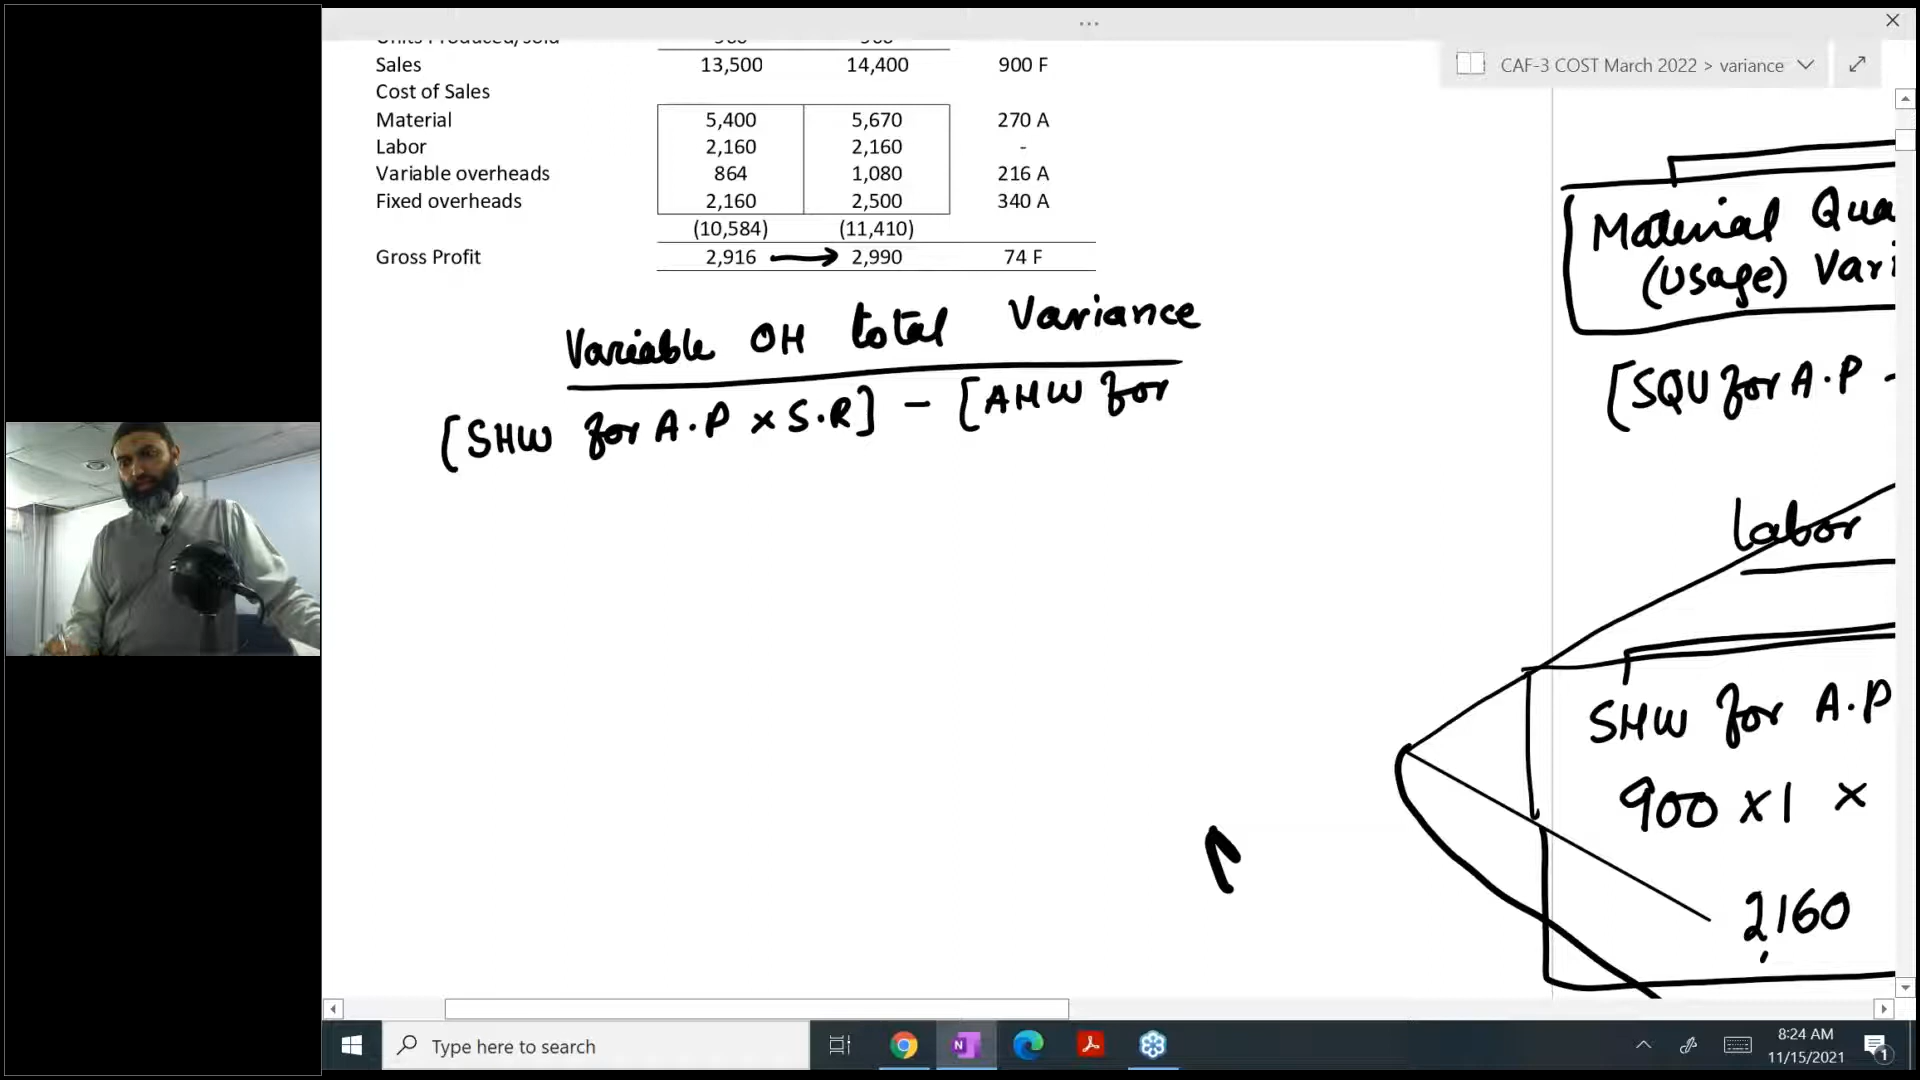 CAF-3 COST March 2022 > variance
Sales 13,500 14,400 900 F
Cost of Sales
Material 5,400 5,670 270 A
Labor 2,160 2,160 -
Variable overheads 864 1,080 216 A
Fixed overheads 2,160 2,500 340 A
(10,584) (11,410)
Gross Profit 2,916 2,990 74 F
Variable OH total Variance
[SHW for A.P x S.R] - [AHW for
Material Qua
(Usage) Vari
[SQU for A.P -
Labor
SHW for A.P
900 x 1 x
2160
Type here to search
8:24 AM
11/15/2021
1